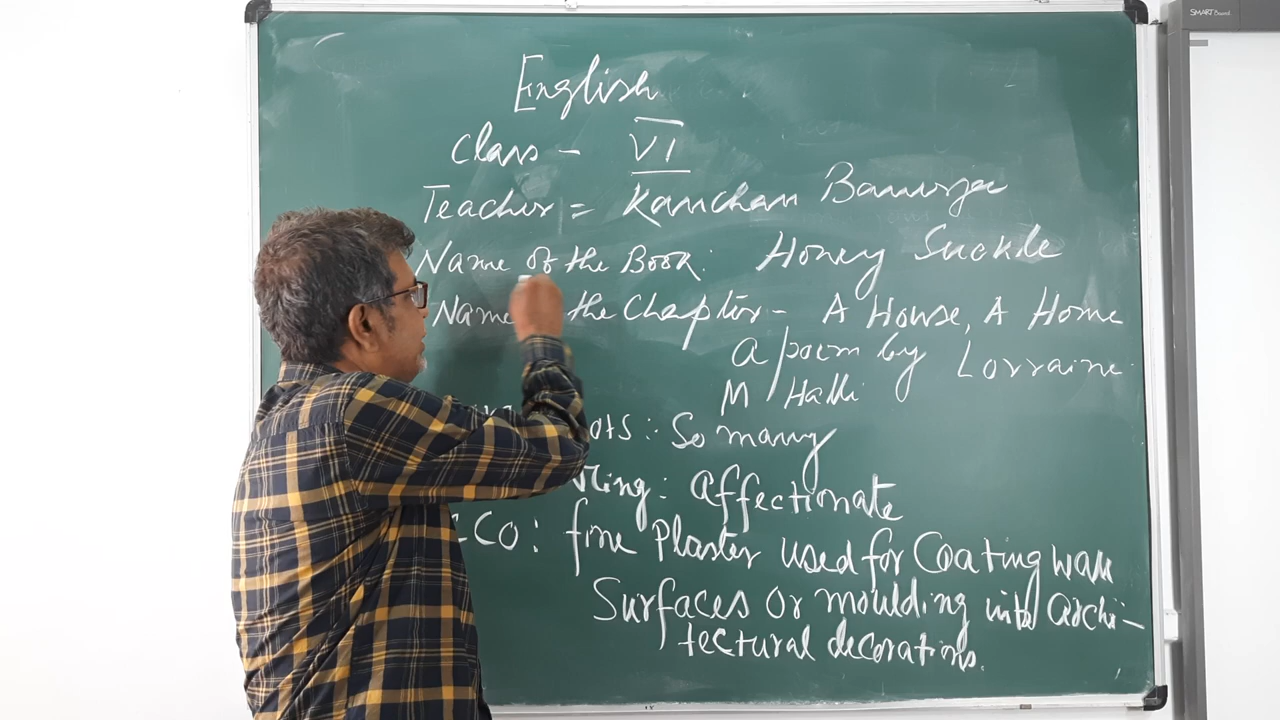 SMART Board
English
Class - VI
Teacher = Kanchan Banerjee
Name of the Book: Honey Suckle
Name the Chapter - A House, A Home
A poem by Lorraine
M Halli
So many
: Affectionate
CO: fine Plaster used for Coating wall
Surfaces or moulding into archi-
tectural decorations.